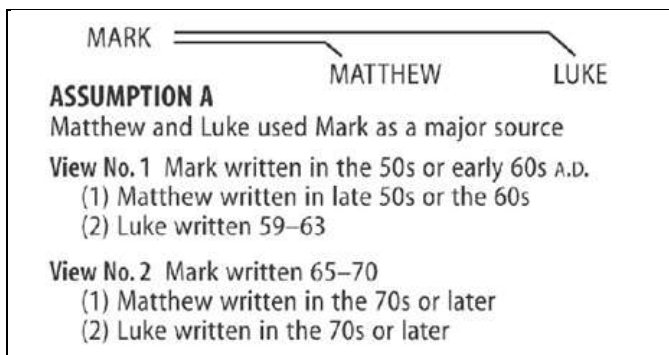 MARK
MATTHEW LUKE
ASSUMPTION A
Matthew and Luke used Mark as a major source
View No. 1 Mark written in the 50s or early 60s A.D.
(1) Matthew written in late 50s or the 60s
(2) Luke written 59–63
View No. 2 Mark written 65–70
(1) Matthew written in the 70s or later
(2) Luke written in the 70s or later